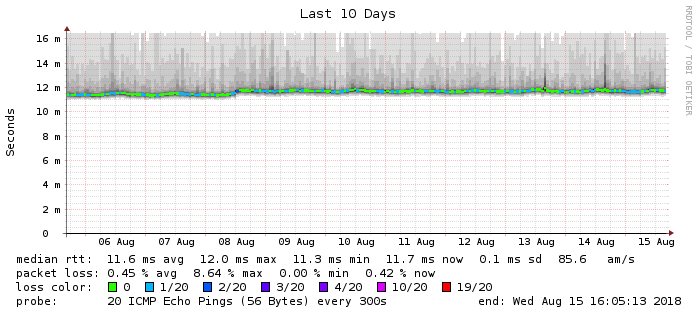 Last 10 Days
RRDTOOL / TOBI OETIKER
Seconds
16 m
14 m
12 m
10 m
8 m
6 m
4 m
2 m
0
06 Aug 07 Aug 08 Aug 09 Aug 10 Aug 11 Aug 12 Aug 13 Aug 14 Aug 15 Aug
median rtt: 11.6 ms avg 12.0 ms max 11.3 ms min 11.7 ms now 0.1 ms sd 85.6 am/s
packet loss: 0.45 % avg 8.64 % max 0.00 % min 0.42 % now
loss color: 0 1/20 2/20 3/20 4/20 10/20 19/20
probe: 20 ICMP Echo Pings (56 Bytes) every 300s end: Wed Aug 15 16:05:13 2018